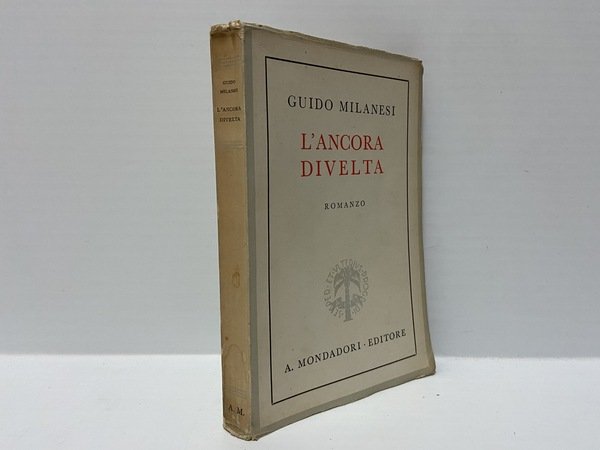 GUIDO
MILANESI
L'ANCORA
DIVELTA
A. M.
GUIDO MILANESI
L'ANCORA
DIVELTA
ROMANZO
A. MONDADORI · EDITORE